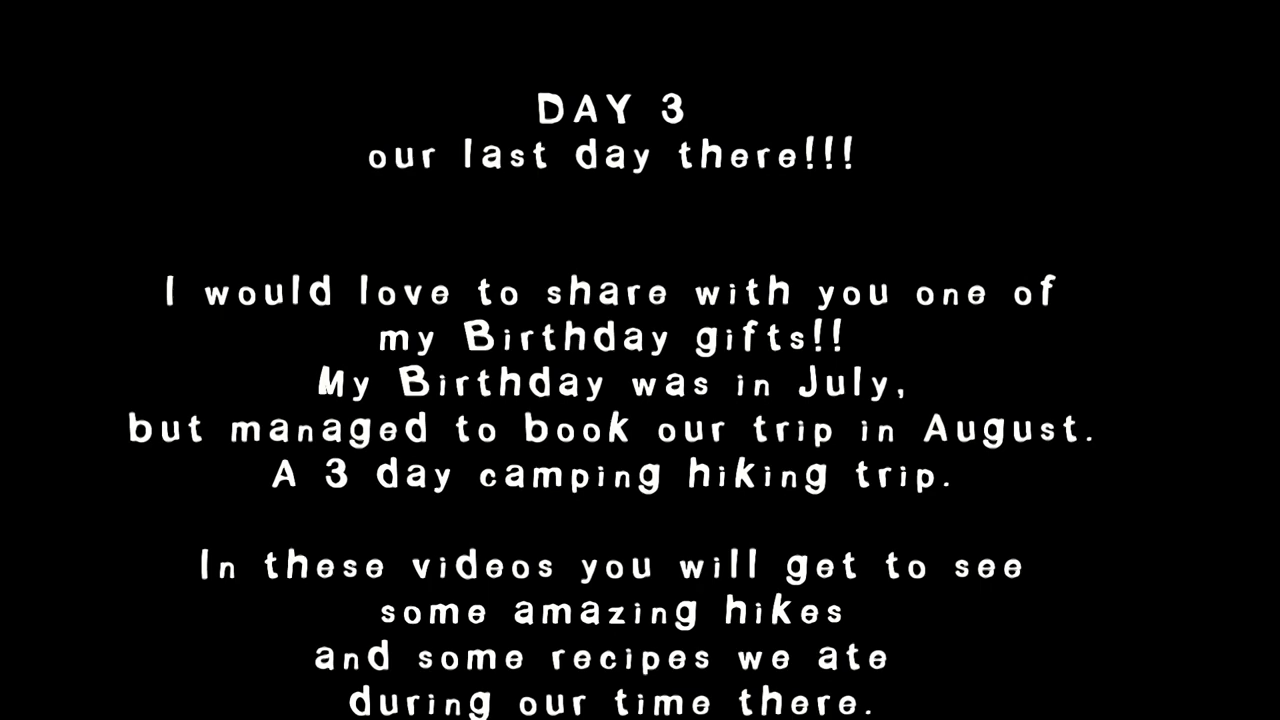 DAY 3
our last day there!!!
I would love to share with you one of
my Birthday gifts!!
My Birthday was in July,
but managed to book our trip in August.
A 3 day camping hiking trip.
In these videos you will get to see
some amazing hikes
and some recipes we ate
during our time there.